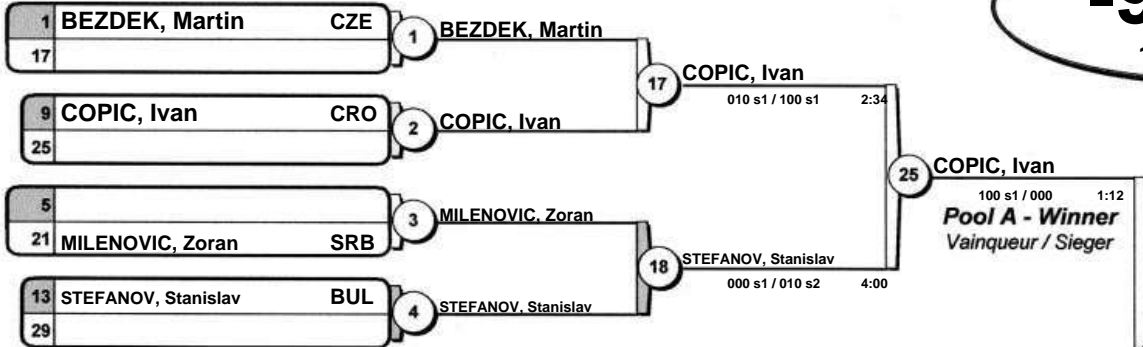 1 BEZDEK, Martin CZE
17
1 BEZDEK, Martin
9 COPIC, Ivan CRO
25
2 COPIC, Ivan
17 COPIC, Ivan
010 s1 / 100 s1 2:34
5
21 MILENOVIC, Zoran SRB
3 MILENOVIC, Zoran
13 STEFANOV, Stanislav BUL
29
4 STEFANOV, Stanislav
18 STEFANOV, Stanislav
000 s1 / 010 s2 4:00
25 COPIC, Ivan
100 s1 / 000 1:12
Pool A - Winner
Vainqueur / Sieger